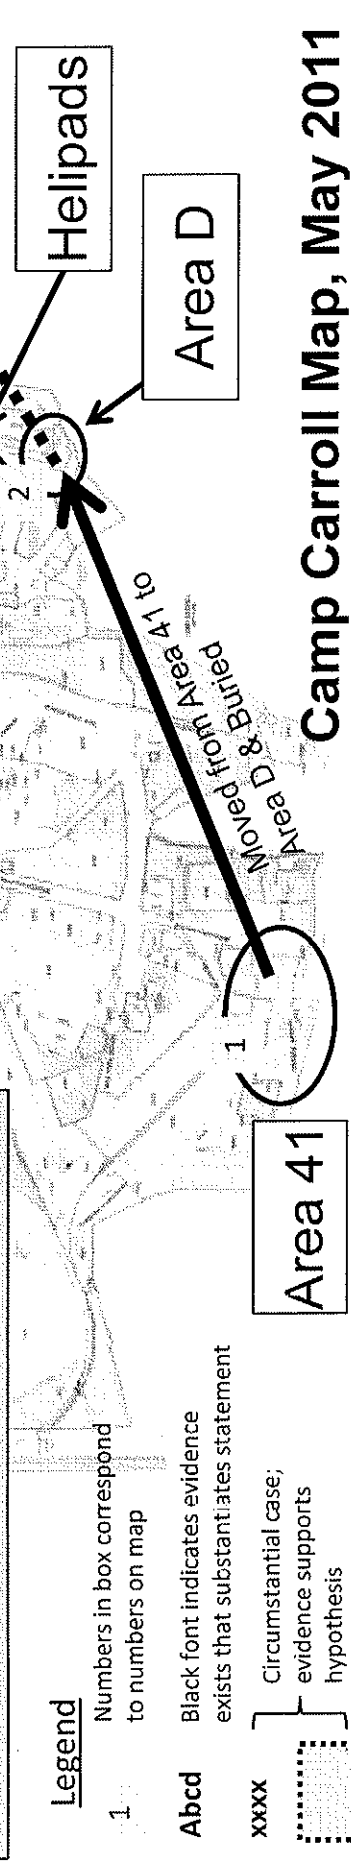 Legend
1
Numbers in box correspond
to numbers on map
Abcd
Black font indicates evidence
exists that substantiates statement
xxxx
Circumstantial case;
evidence supports
hypothesis
Area 41
1
Moved from Area 41 to
Area D & Buried
2
Helipads
Area D
Camp Carroll Map, May 2011